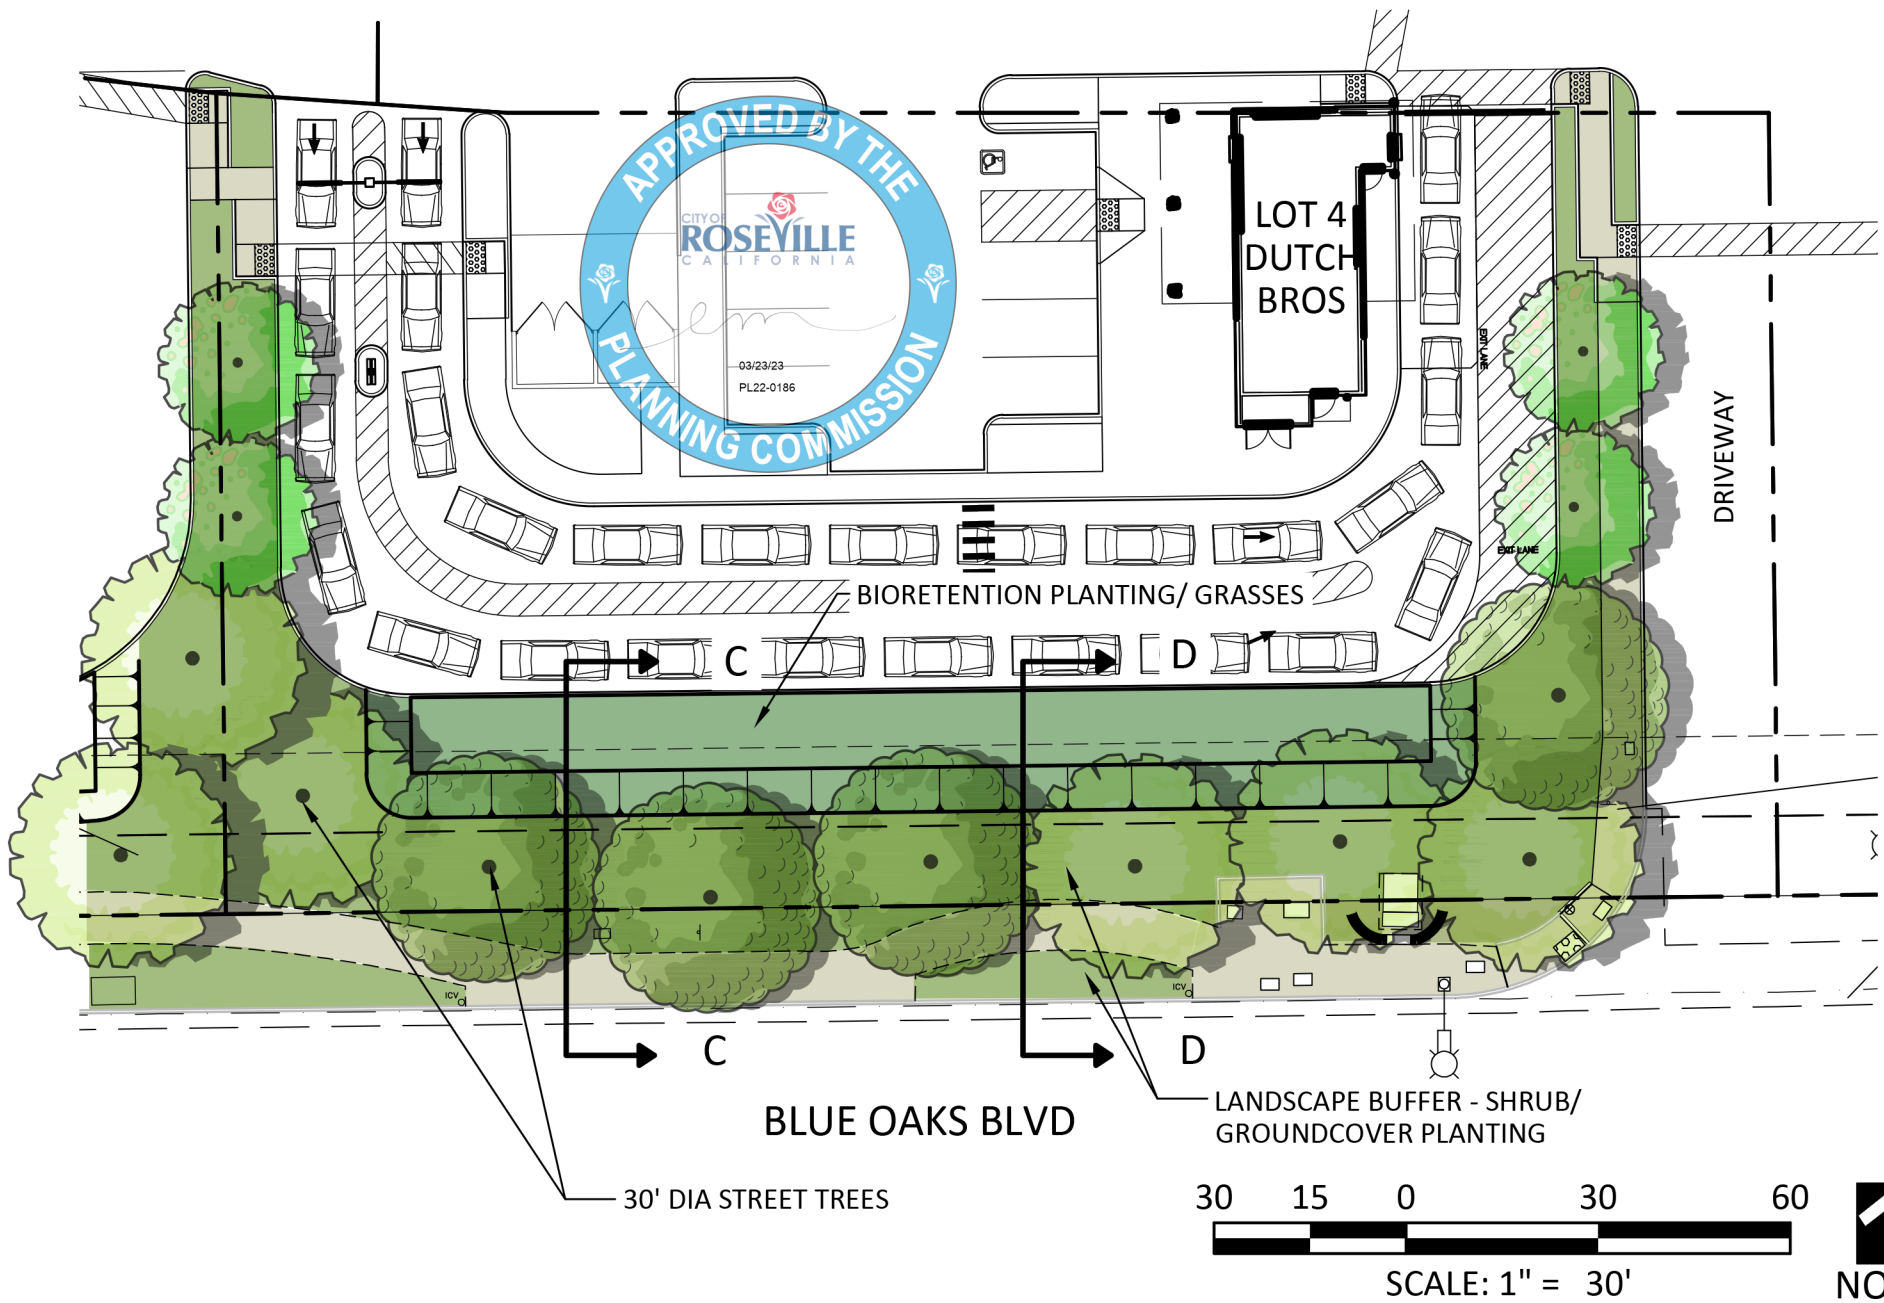 APPROVED BY THE
CITY OF
ROSEVILLE
CALIFORNIA
03/23/23
PL22-0186
PLANNING COMMISSION
LOT 4
DUTCH
BROS
EXIT LANE
EXIT LANE
DRIVEWAY
BIORETENTION PLANTING/ GRASSES
C
D
ICV
ICV
C
D
BLUE OAKS BLVD
LANDSCAPE BUFFER - SHRUB/
GROUNDCOVER PLANTING
30' DIA STREET TREES
30 15 0 30 60
SCALE: 1" = 30'
NO